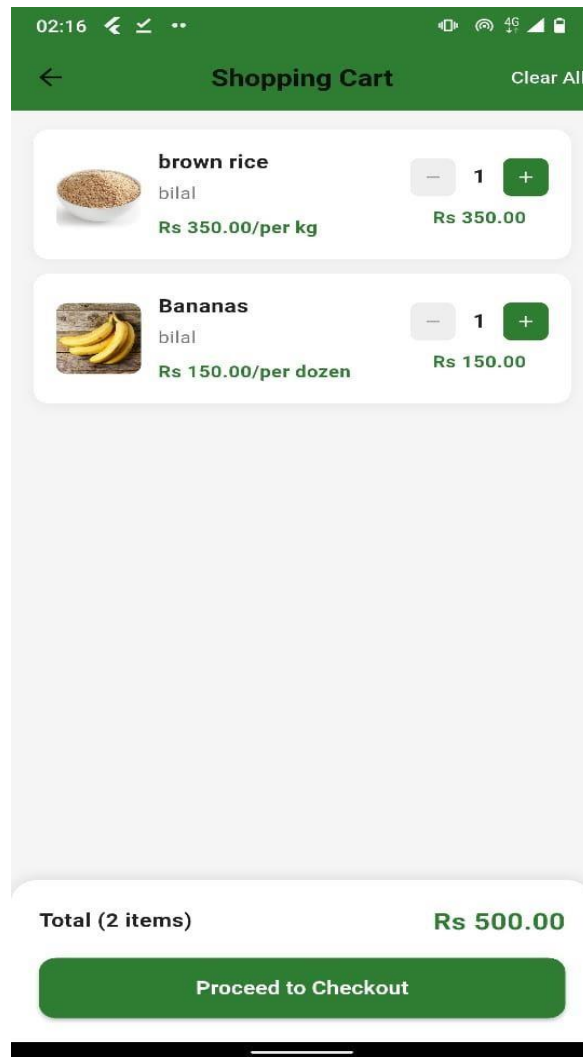 02:16 4G
Shopping Cart Clear All
brown rice
bilal
Rs 350.00/per kg
1
Rs 350.00
Bananas
bilal
Rs 150.00/per dozen
1
Rs 150.00
Total (2 items) Rs 500.00
Proceed to Checkout